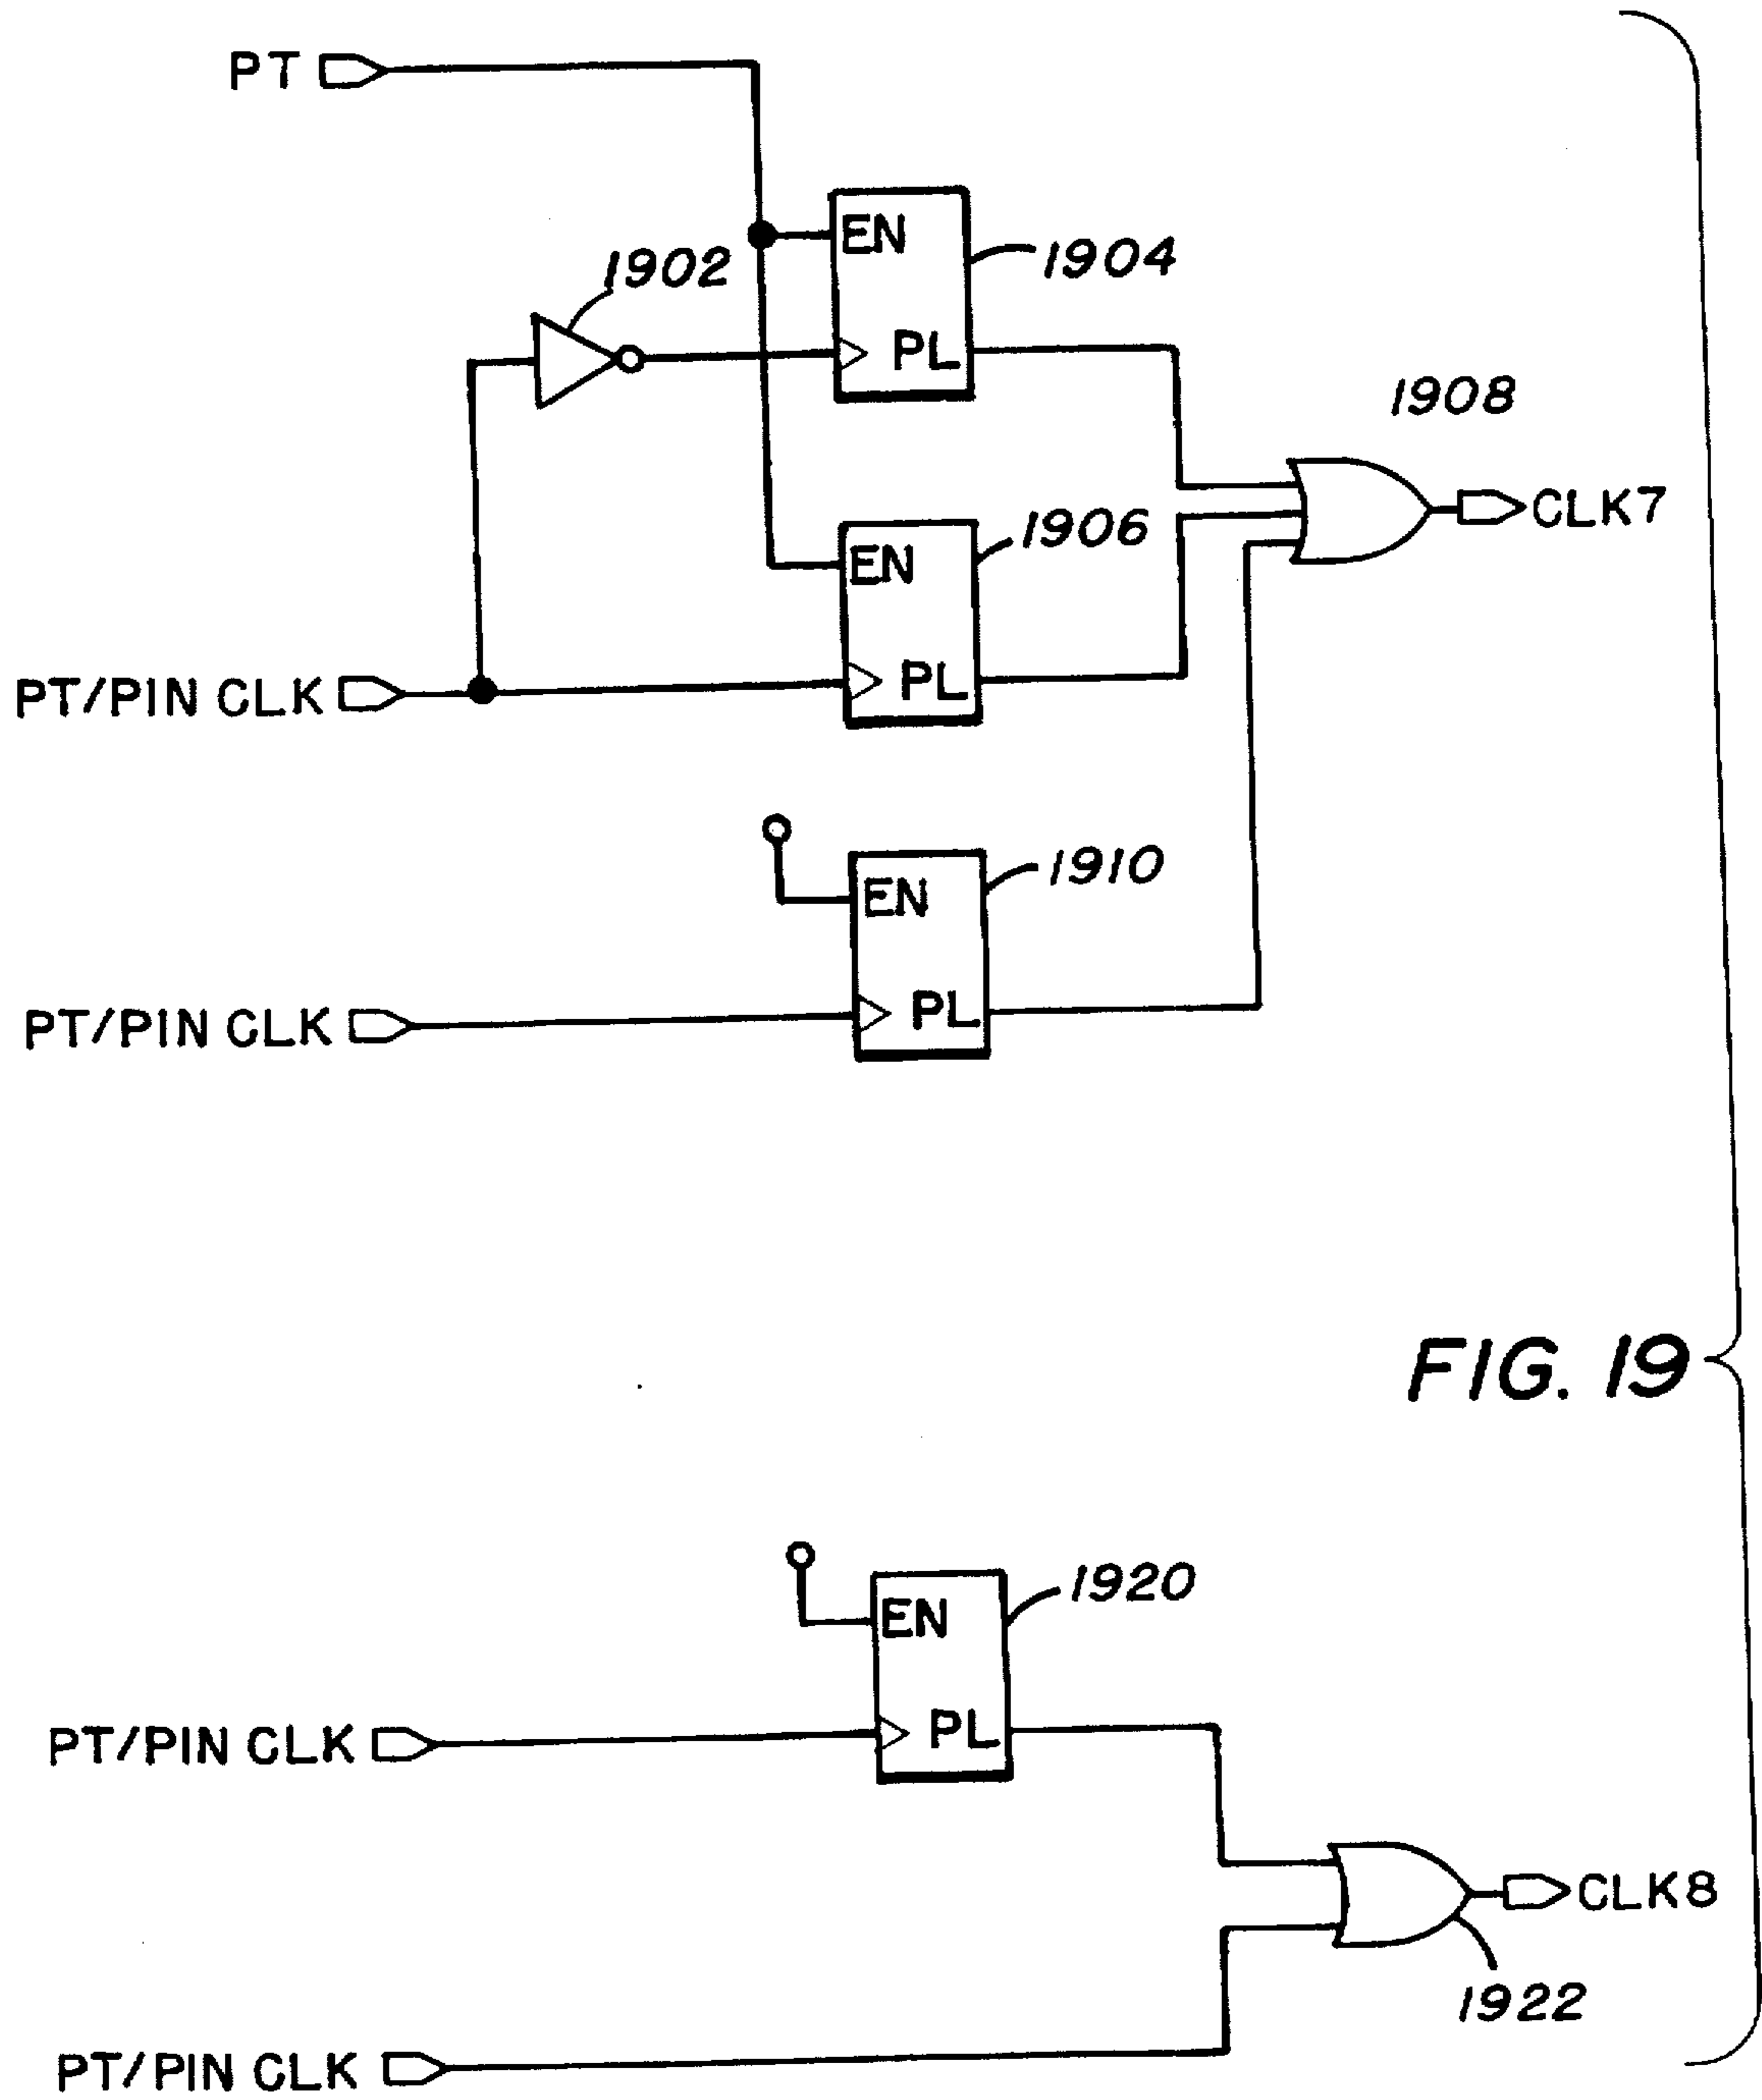 PT
EN
1904
1902
PL
1908
CLK7
1906
EN
PT/PIN CLK
PL
1910
EN
PT/PIN CLK
PL
FIG. 19
1920
EN
PT/PIN CLK
PL
CLK8
1922
PT/PIN CLK